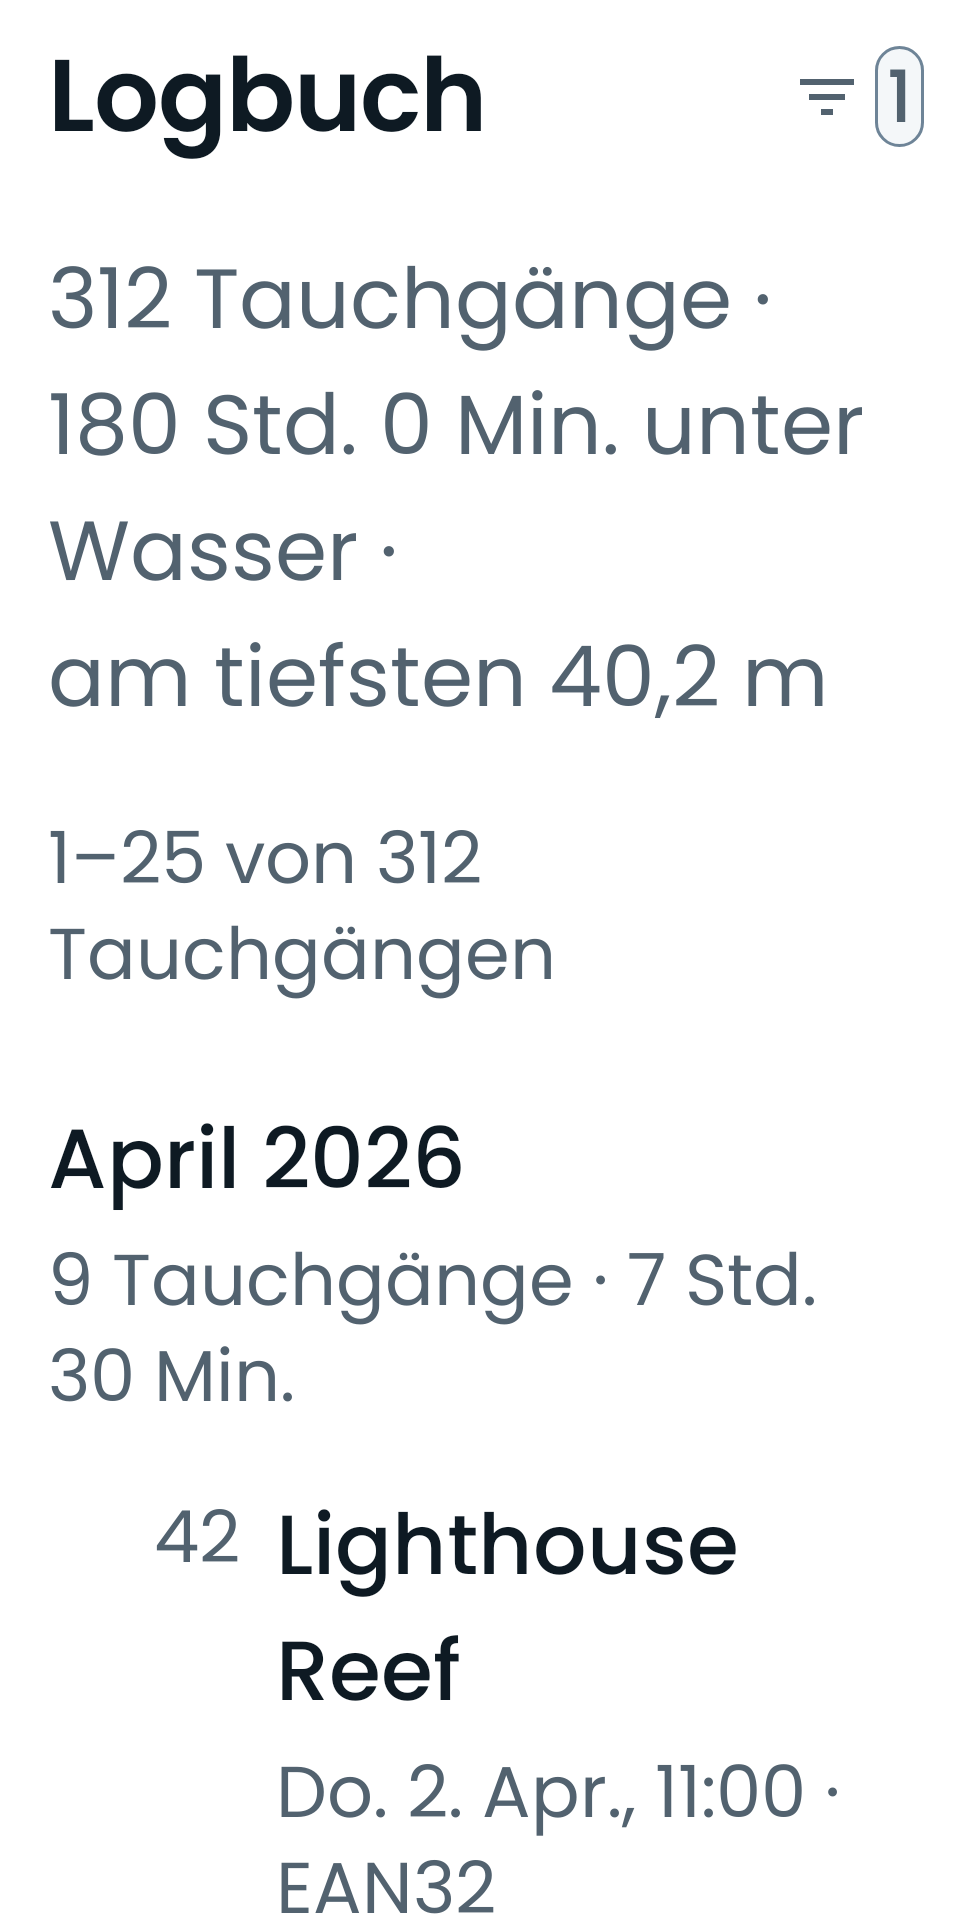 Logbuch
1
312 Tauchgänge ·
180 Std. 0 Min. unter
Wasser ·
am tiefsten 40,2 m
1–25 von 312
Tauchgängen
April 2026
9 Tauchgänge · 7 Std.
30 Min.
42 Lighthouse
Reef
Do. 2. Apr., 11:00 ·
EAN32